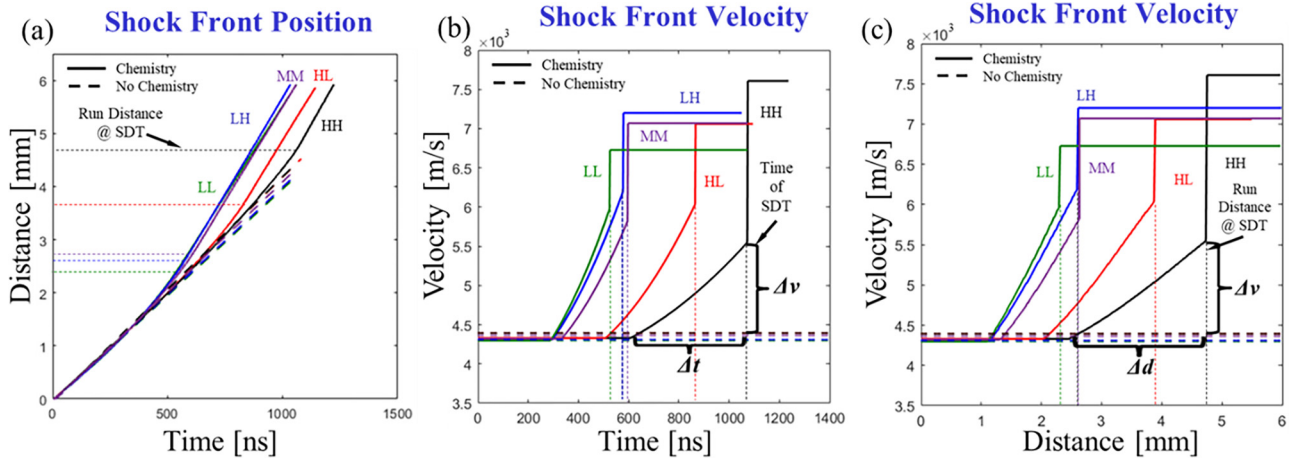 (a)
Shock Front Position
Distance [mm]
6
5
4
3
2
1
0
Chemistry
No Chemistry
Run Distance
@ SDT
LH
MM
HL
HH
LL
0
500
1000
1500
Time [ns]
(b)
Shock Front Velocity
×10³
Velocity [m/s]
8
7.5
7
6.5
6
5.5
5
4.5
4
3.5
Chemistry
No Chemistry
LH
HH
MM
LL
HL
Time
of
SDT
Δv
Δt
0
200
400
600
800
1000
1200
1400
Time [ns]
(c)
Shock Front Velocity
×10³
Velocity [m/s]
8
7.5
7
6.5
6
5.5
5
4.5
4
3.5
Chemistry
No Chemistry
LH
MM
LL
HL
HH
Run
Distance
@ SDT
Δv
Δd
0
1
2
3
4
5
6
Distance [mm]